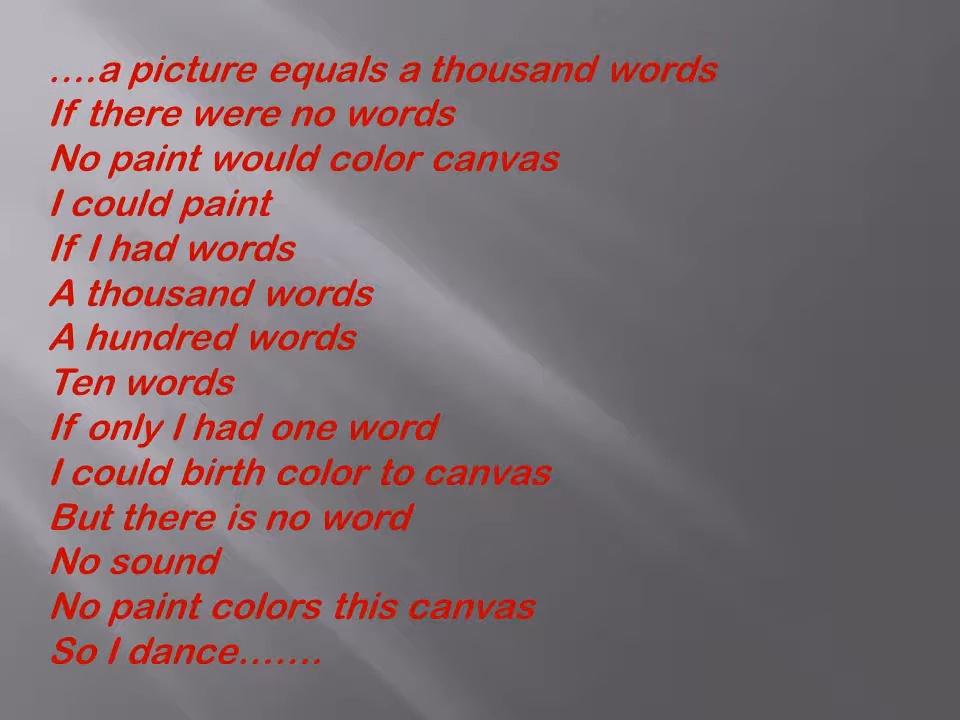 ....a picture equals a thousand words
If there were no words
No paint would color canvas
I could paint
If I had words
A thousand words
A hundred words
Ten words
If only I had one word
I could birth color to canvas
But there is no word
No sound
No paint colors this canvas
So I dance.......